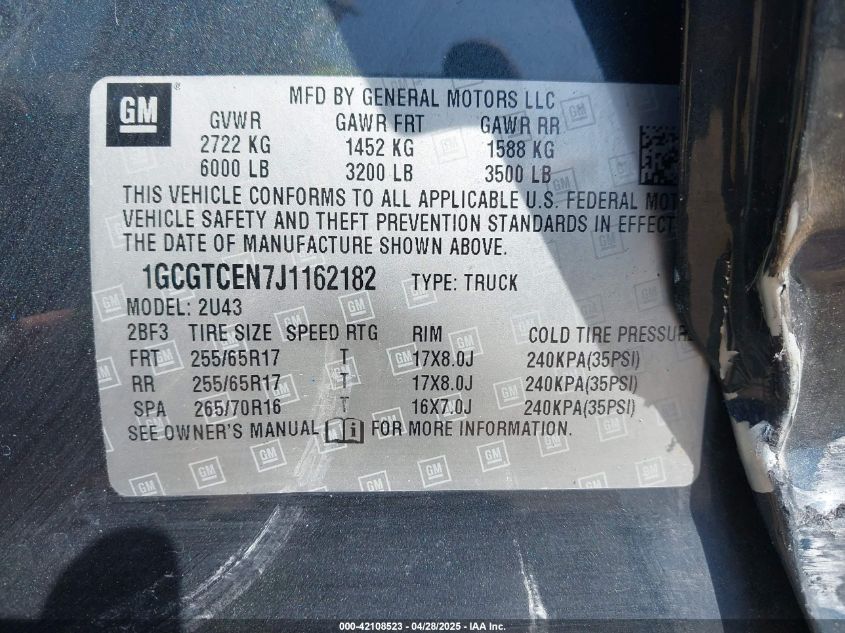 GM
MFD BY GENERAL MOTORS LLC
GVWR GAWR FRT GAWR RR
2722 KG 1452 KG 1588 KG
6000 LB 3200 LB 3500 LB
THIS VEHICLE CONFORMS TO ALL APPLICABLE U.S. FEDERAL
VEHICLE SAFETY AND THEFT PREVENTION STANDARDS IN EFFECT
THE DATE OF MANUFACTURE SHOWN ABOVE.
1GCGTCEN7J1162182 TYPE: TRUCK
MODEL: 2U43
2BF3 TIRE SIZE SPEED RTG RIM COLD TIRE PRESSURE
FRT 255/65R17 T 17X8.0J 240KPA(35PSI)
RR 255/65R17 T 17X8.0J 240KPA(35PSI)
SPA 265/70R16 T 16X7.0J 240KPA(35PSI)
SEE OWNER'S MANUAL FOR MORE INFORMATION.
000-42108523 - 04/28/2025 - IAA Inc.